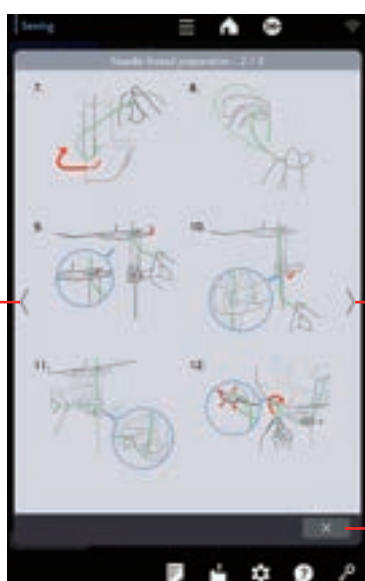 Sewing
Needle thread preparation 2 / 3
7. 8.
9. 10.
11. 12.